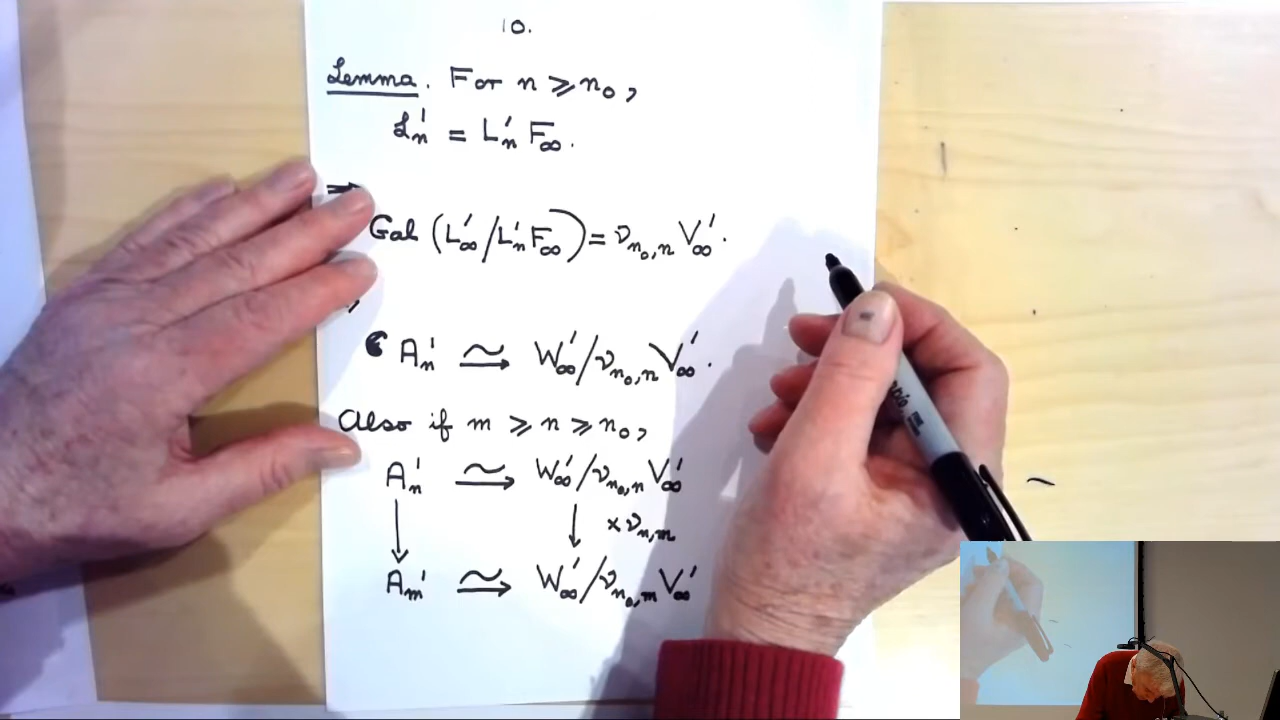 10.
Lemma. For n ⩾ n₀,
ℒ'ₙ = L'ₙ F∞.
⇒
Gal (L'∞/L'ₙF∞) = ν_{n₀,n} V'∞.
A'ₙ ⥲ W'∞/ν_{n₀,n} V'∞.
Also if m ⩾ n ⩾ n₀,
A'ₙ ⥲ W'∞/ν_{n₀,n} V'∞
↓ ↓ × ν_{n,m}
A'ₘ ⥲ W'∞/ν_{n₀,m} V'∞